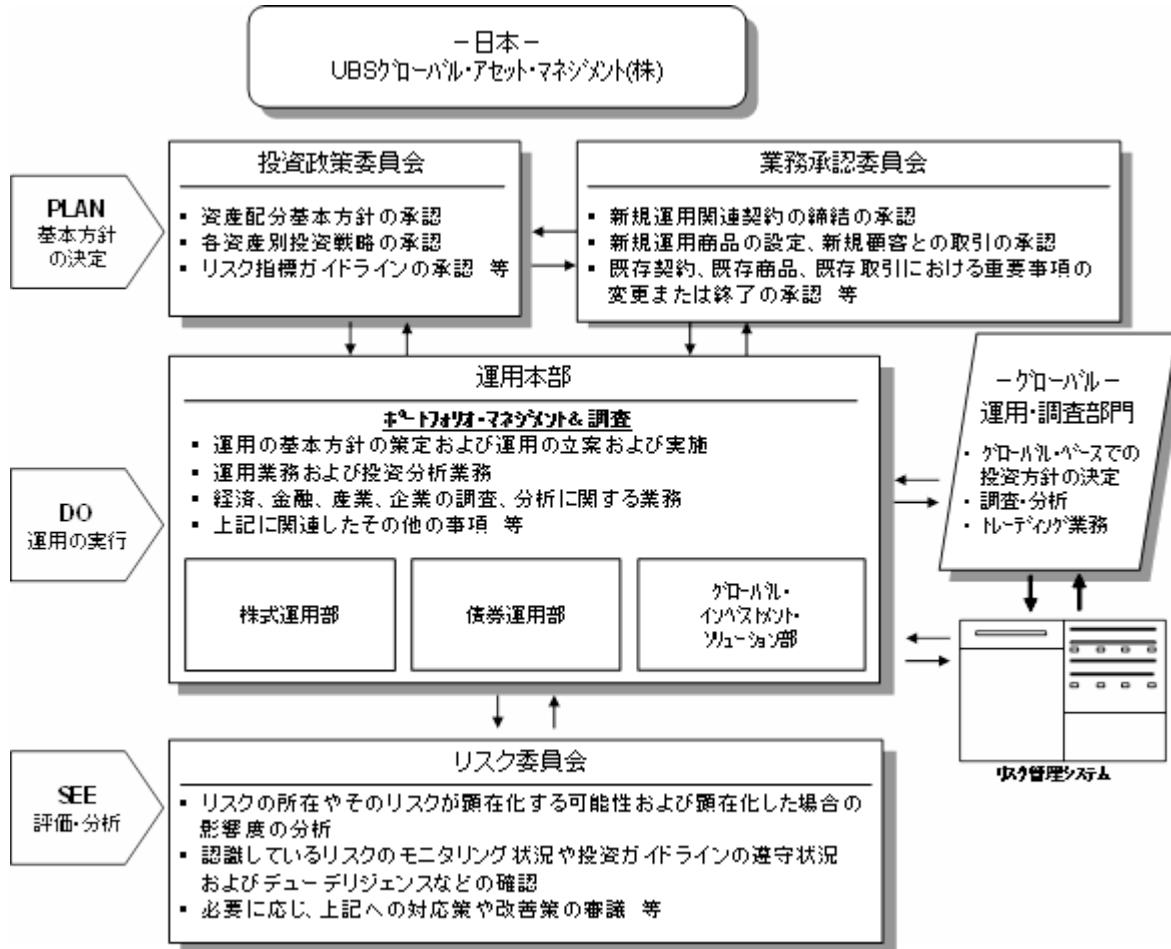 －日本－
UBSｸﾞﾛｰﾊﾞﾙ･ｱｾｯﾄ･ﾏﾈｼﾞﾒﾝﾄ(株)
PLAN
基本方針
の決定
投資政策委員会
▪ 資産配分基本方針の承認
▪ 各資産別投資戦略の承認
▪ リスク指標ガイドラインの承認 等
業務承認委員会
▪ 新規運用関連契約の締結の承認
▪ 新規運用商品の設定、新規顧客との取引の承認
▪ 既存契約、既存商品、既存取引における重要事項の
変更または終了の承認 等
DO
運用の実行
運用本部
ﾎﾟｰﾄﾌｫﾘｵ･ﾏﾈｼﾞﾒﾝﾄ& 調査
▪ 運用の基本方針の策定および運用の立案および実施
▪ 運用業務および投資分析業務
▪ 経済、金融、産業、企業の調査、分析に関する業務
▪ 上記に関連したその他の事項 等
株式運用部
債券運用部
ｸﾞﾛｰﾊﾞﾙ･
ｲﾝﾍﾞｽﾄﾒﾝﾄ･
ｿﾘｭｰｼｮﾝ部
－ｸﾞﾛｰﾊﾞﾙ－
運用･調査部門
▪ ｸﾞﾛｰﾊﾞﾙ･ﾍﾞｰｽでの
投資方針の決定
▪ 調査･分析
▪ ﾄﾚｰﾃﾞｨﾝｸﾞ業務
ﾘｽｸ管理ｼｽﾃﾑ
SEE
評価･分析
リスク委員会
▪ リスクの所在やそのリスクが顕在化する可能性および顕在化した場合の
影響度の分析
▪ 認識しているリスクのモニタリング状況や投資ガイドラインの遵守状況
およびデューデリジェンスなどの確認
▪ 必要に応じ、上記への対応策や改善策の審議 等